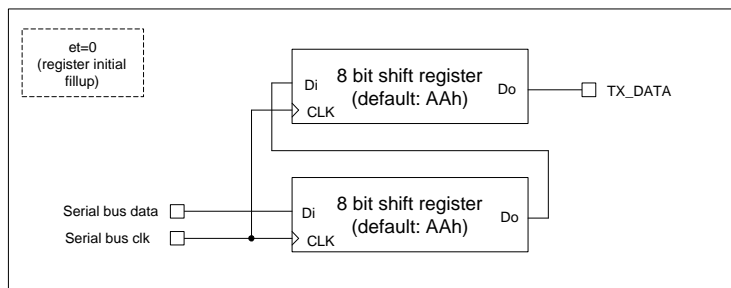 et=0
(register initial
fillup)
8 bit shift register
(default: AAh)
Di
CLK
Do
TX_DATA
8 bit shift register
(default: AAh)
Di
CLK
Do
Serial bus data
Serial bus clk